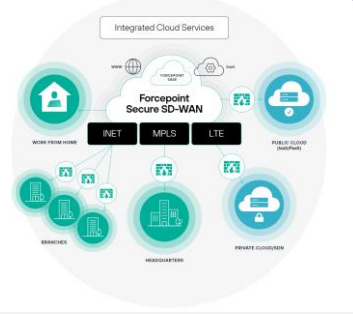 Integrated Cloud Services
WWW
SaaS
FORCEPOINT
SASE
Forcepoint
Secure SD-WAN
INET
MPLS
LTE
WORK FROM HOME
PUBLIC CLOUD
(IaaS/PaaS)
BRANCHES
HEADQUARTERS
PRIVATE CLOUD/SDN